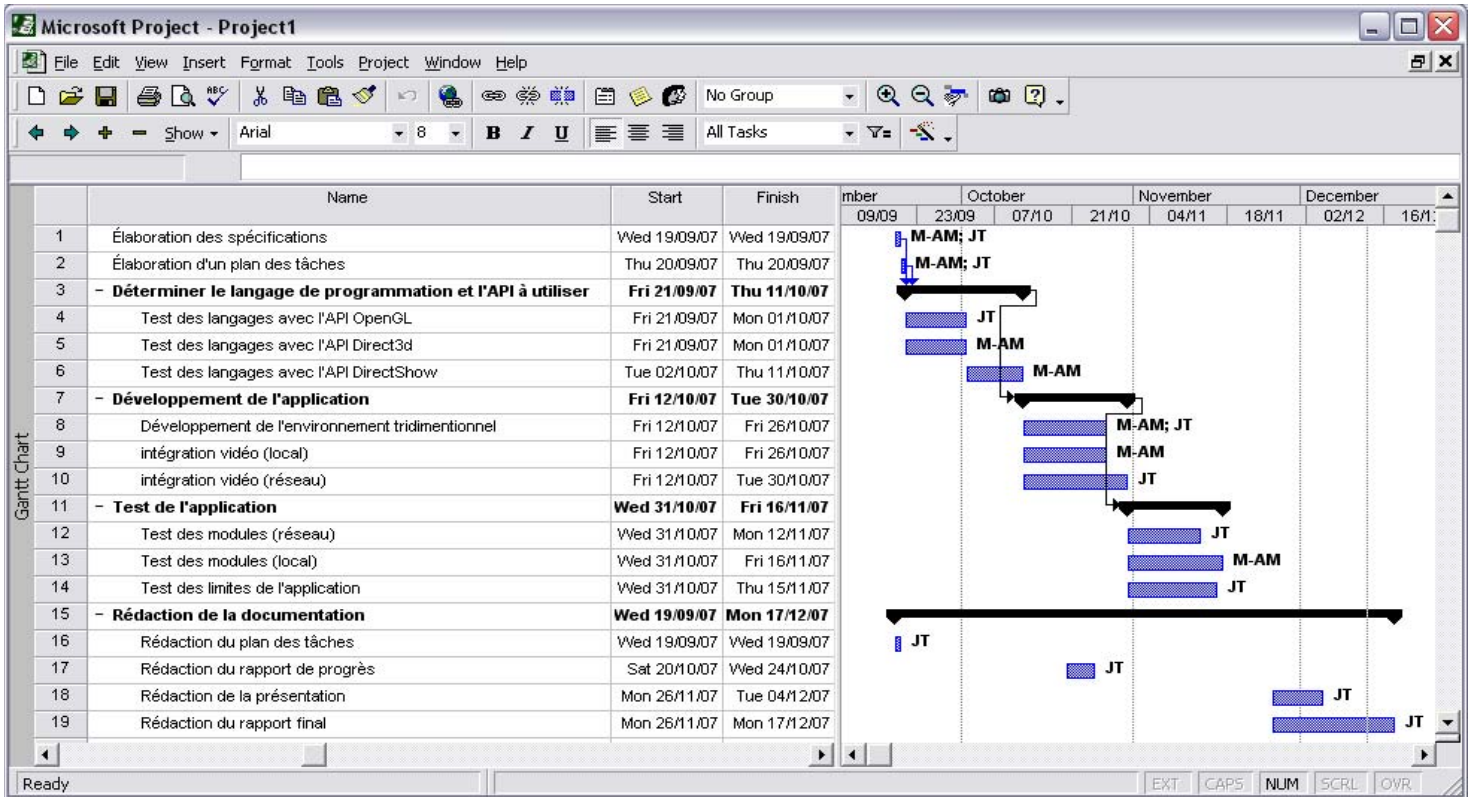 Microsoft Project - Project1
File Edit View Insert Format Tools Project Window Help
No Group
Show Arial 8 B I U All Tasks
Name Start Finish mber October November December
09/09 23/09 07/10 21/10 04/11 18/11 02/12 16/1
1 Élaboration des spécifications Wed 19/09/07 Wed 19/09/07 M-AM; JT
2 Élaboration d'un plan des tâches Thu 20/09/07 Thu 20/09/07 M-AM; JT
3 - Déterminer le langage de programmation et l'API à utiliser Fri 21/09/07 Thu 11/10/07
4 Test des langages avec l'API OpenGL Fri 21/09/07 Mon 01/10/07 JT
5 Test des langages avec l'API Direct3d Fri 21/09/07 Mon 01/10/07 M-AM
6 Test des langages avec l'API DirectShow Tue 02/10/07 Thu 11/10/07 M-AM
7 - Développement de l'application Fri 12/10/07 Tue 30/10/07
8 Développement de l'environnement tridimentionnel Fri 12/10/07 Fri 26/10/07 M-AM; JT
9 intégration vidéo (local) Fri 12/10/07 Fri 26/10/07 M-AM
10 intégration vidéo (réseau) Fri 12/10/07 Tue 30/10/07 JT
11 - Test de l'application Wed 31/10/07 Fri 16/11/07
12 Test des modules (réseau) Wed 31/10/07 Mon 12/11/07 JT
13 Test des modules (local) Wed 31/10/07 Fri 16/11/07 M-AM
14 Test des limites de l'application Wed 31/10/07 Thu 15/11/07 JT
15 - Rédaction de la documentation Wed 19/09/07 Mon 17/12/07
16 Rédaction du plan des tâches Wed 19/09/07 Wed 19/09/07 JT
17 Rédaction du rapport de progrès Sat 20/10/07 Wed 24/10/07 JT
18 Rédaction de la présentation Mon 26/11/07 Tue 04/12/07 JT
19 Rédaction du rapport final Mon 26/11/07 Mon 17/12/07 JT
Gantt Chart
Ready EXT CAPS NUM SCRL OVR